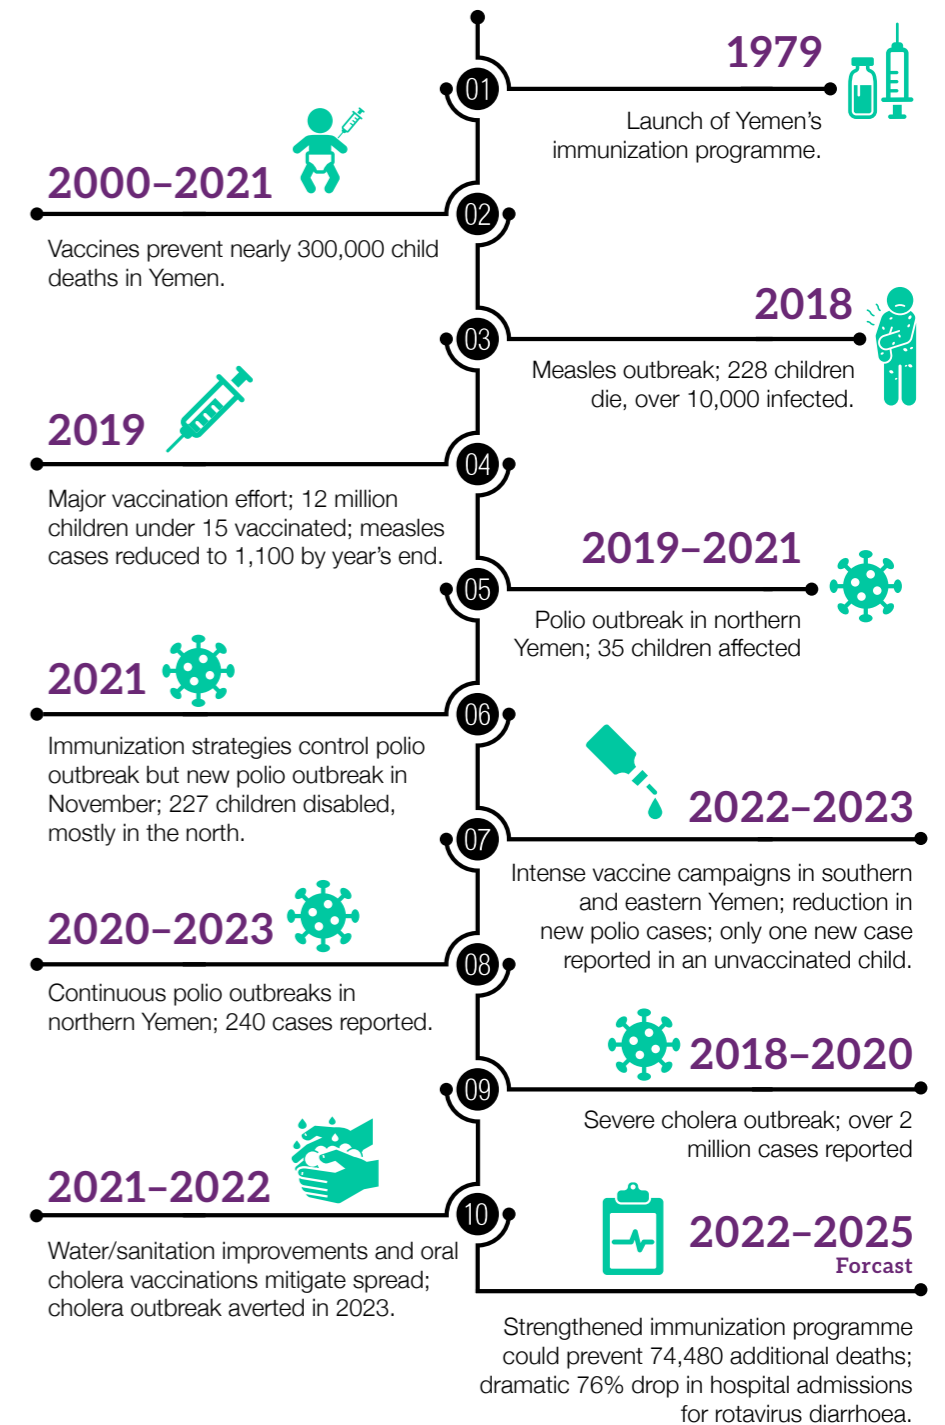 01
1979
Launch of Yemen's
immunization programme.
2000–2021
02
Vaccines prevent nearly 300,000 child
deaths in Yemen.
2018
03
Measles outbreak; 228 children
die, over 10,000 infected.
2019
04
Major vaccination effort; 12 million
children under 15 vaccinated; measles
cases reduced to 1,100 by year's end.
2019–2021
05
Polio outbreak in northern
Yemen; 35 children affected
2021
06
Immunization strategies control polio
outbreak but new polio outbreak in
November; 227 children disabled,
mostly in the north.
2022–2023
07
Intense vaccine campaigns in southern
and eastern Yemen; reduction in
new polio cases; only one new case
reported in an unvaccinated child.
2020–2023
08
Continuous polio outbreaks in
northern Yemen; 240 cases reported.
2018–2020
09
Severe cholera outbreak; over 2
million cases reported
2021–2022
10
Water/sanitation improvements and oral
cholera vaccinations mitigate spread;
cholera outbreak averted in 2023.
2022–2025
Forcast
Strengthened immunization programme
could prevent 74,480 additional deaths;
dramatic 76% drop in hospital admissions
for rotavirus diarrhoea.